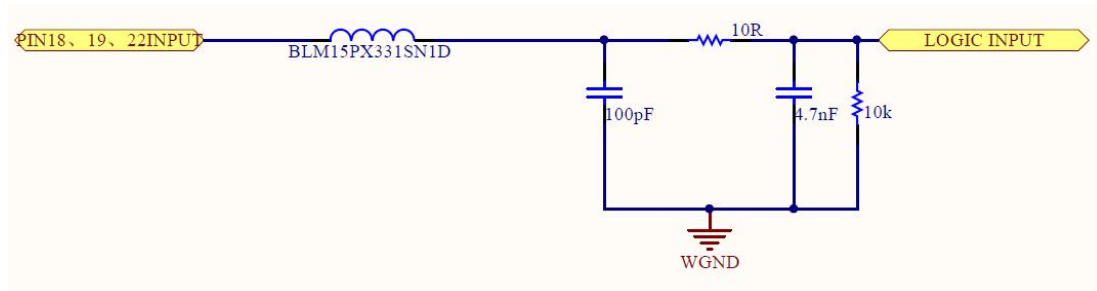 PIN18、19、22INPUT
BLM15PX331SN1D
10R
LOGIC INPUT
100pF
4.7nF
10k
WGND